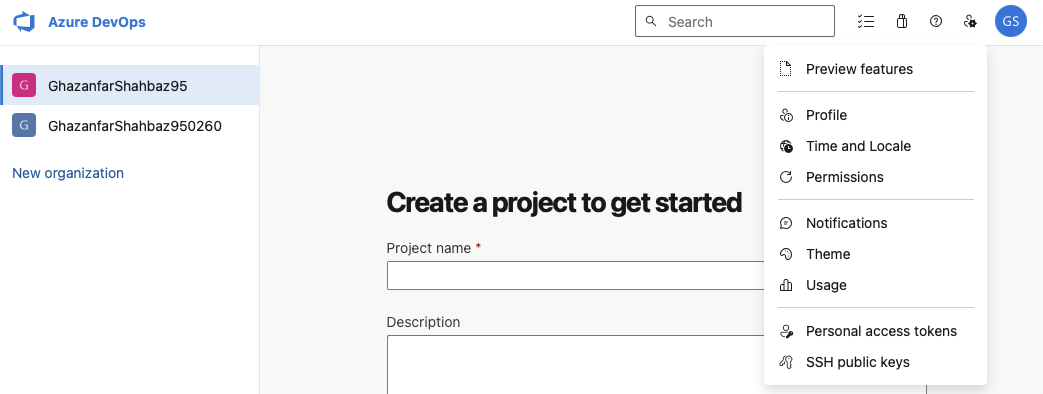 Azure DevOps
Search
GS
G GhazanfarShahbaz95
G GhazanfarShahbaz950260
New organization
Create a project to get started
Project name *
Description
Preview features
Profile
Time and Locale
Permissions
Notifications
Theme
Usage
Personal access tokens
SSH public keys